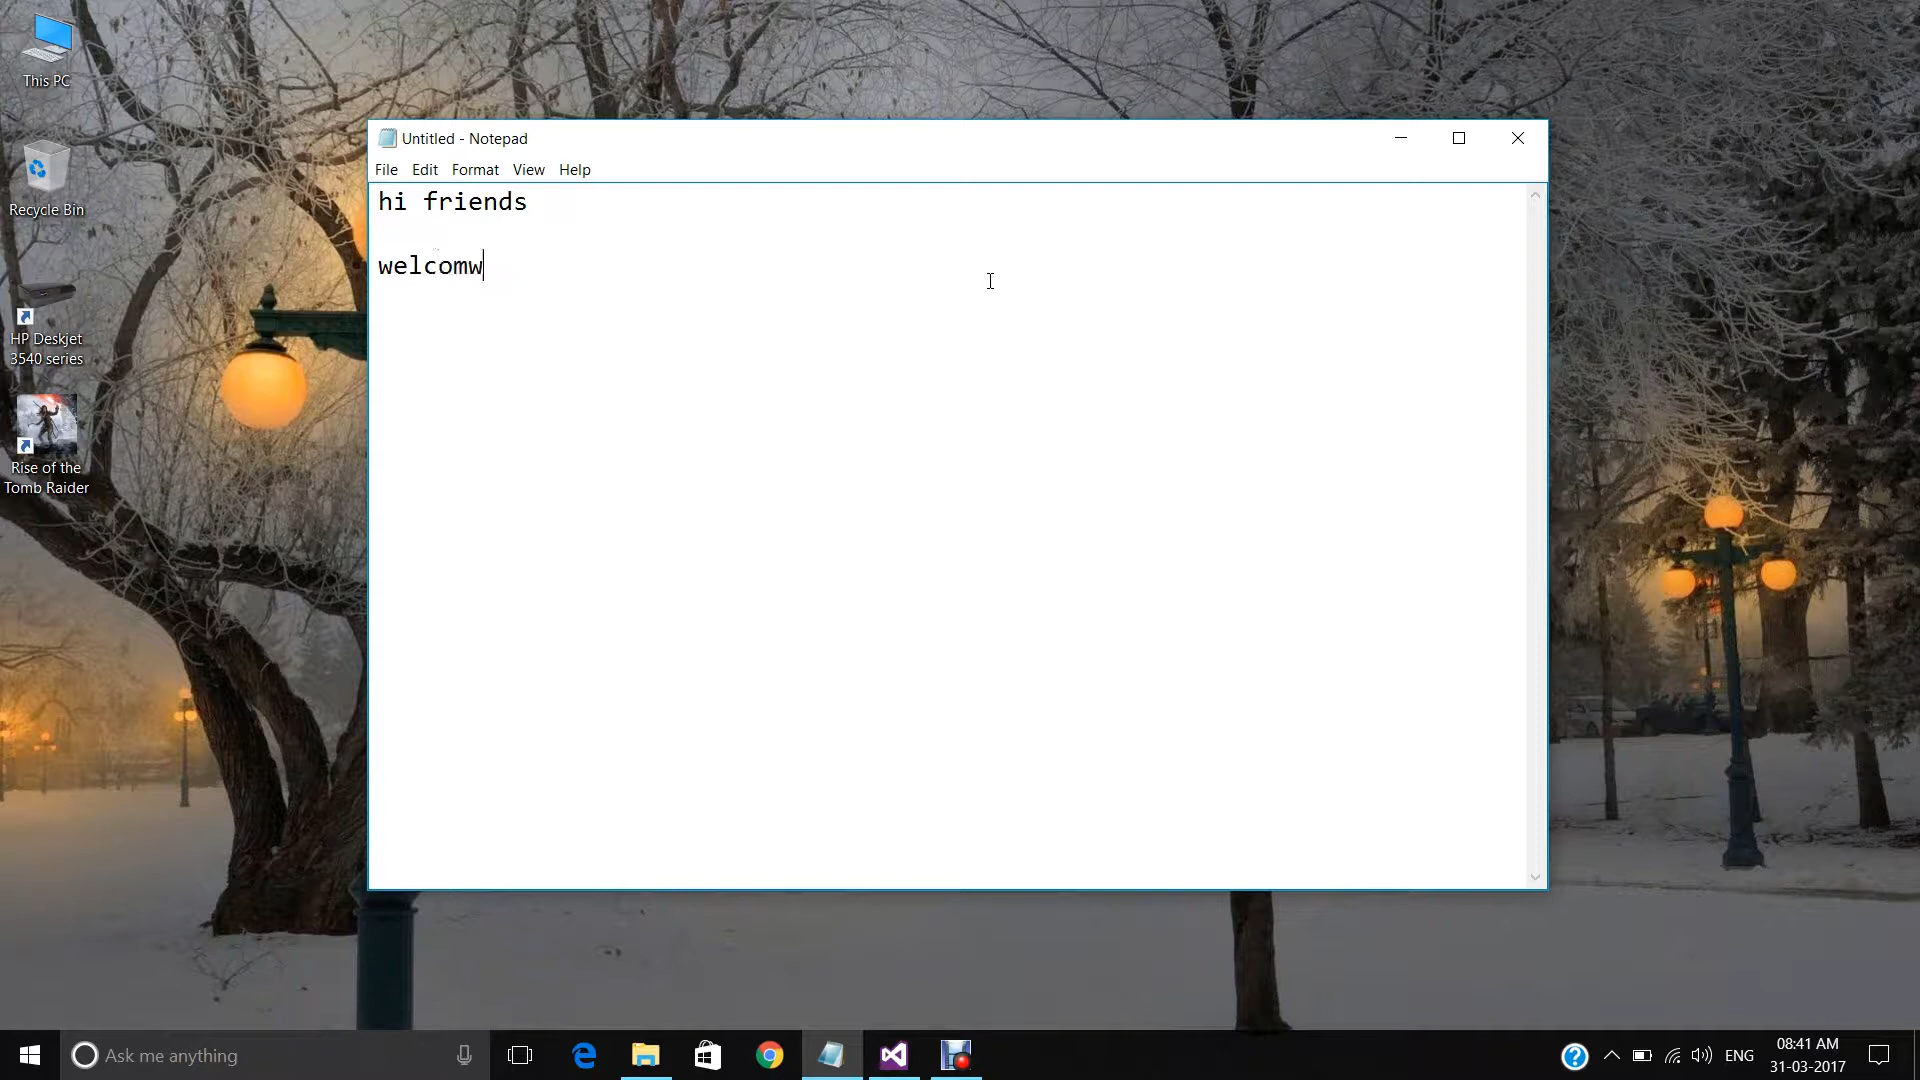 This PC
Recycle Bin
HP Deskjet
3540 series
Rise of the
Tomb Raider
Untitled - Notepad
File Edit Format View Help
hi friends
welcomw
Ask me anything
ENG
08:41 AM
31-03-2017